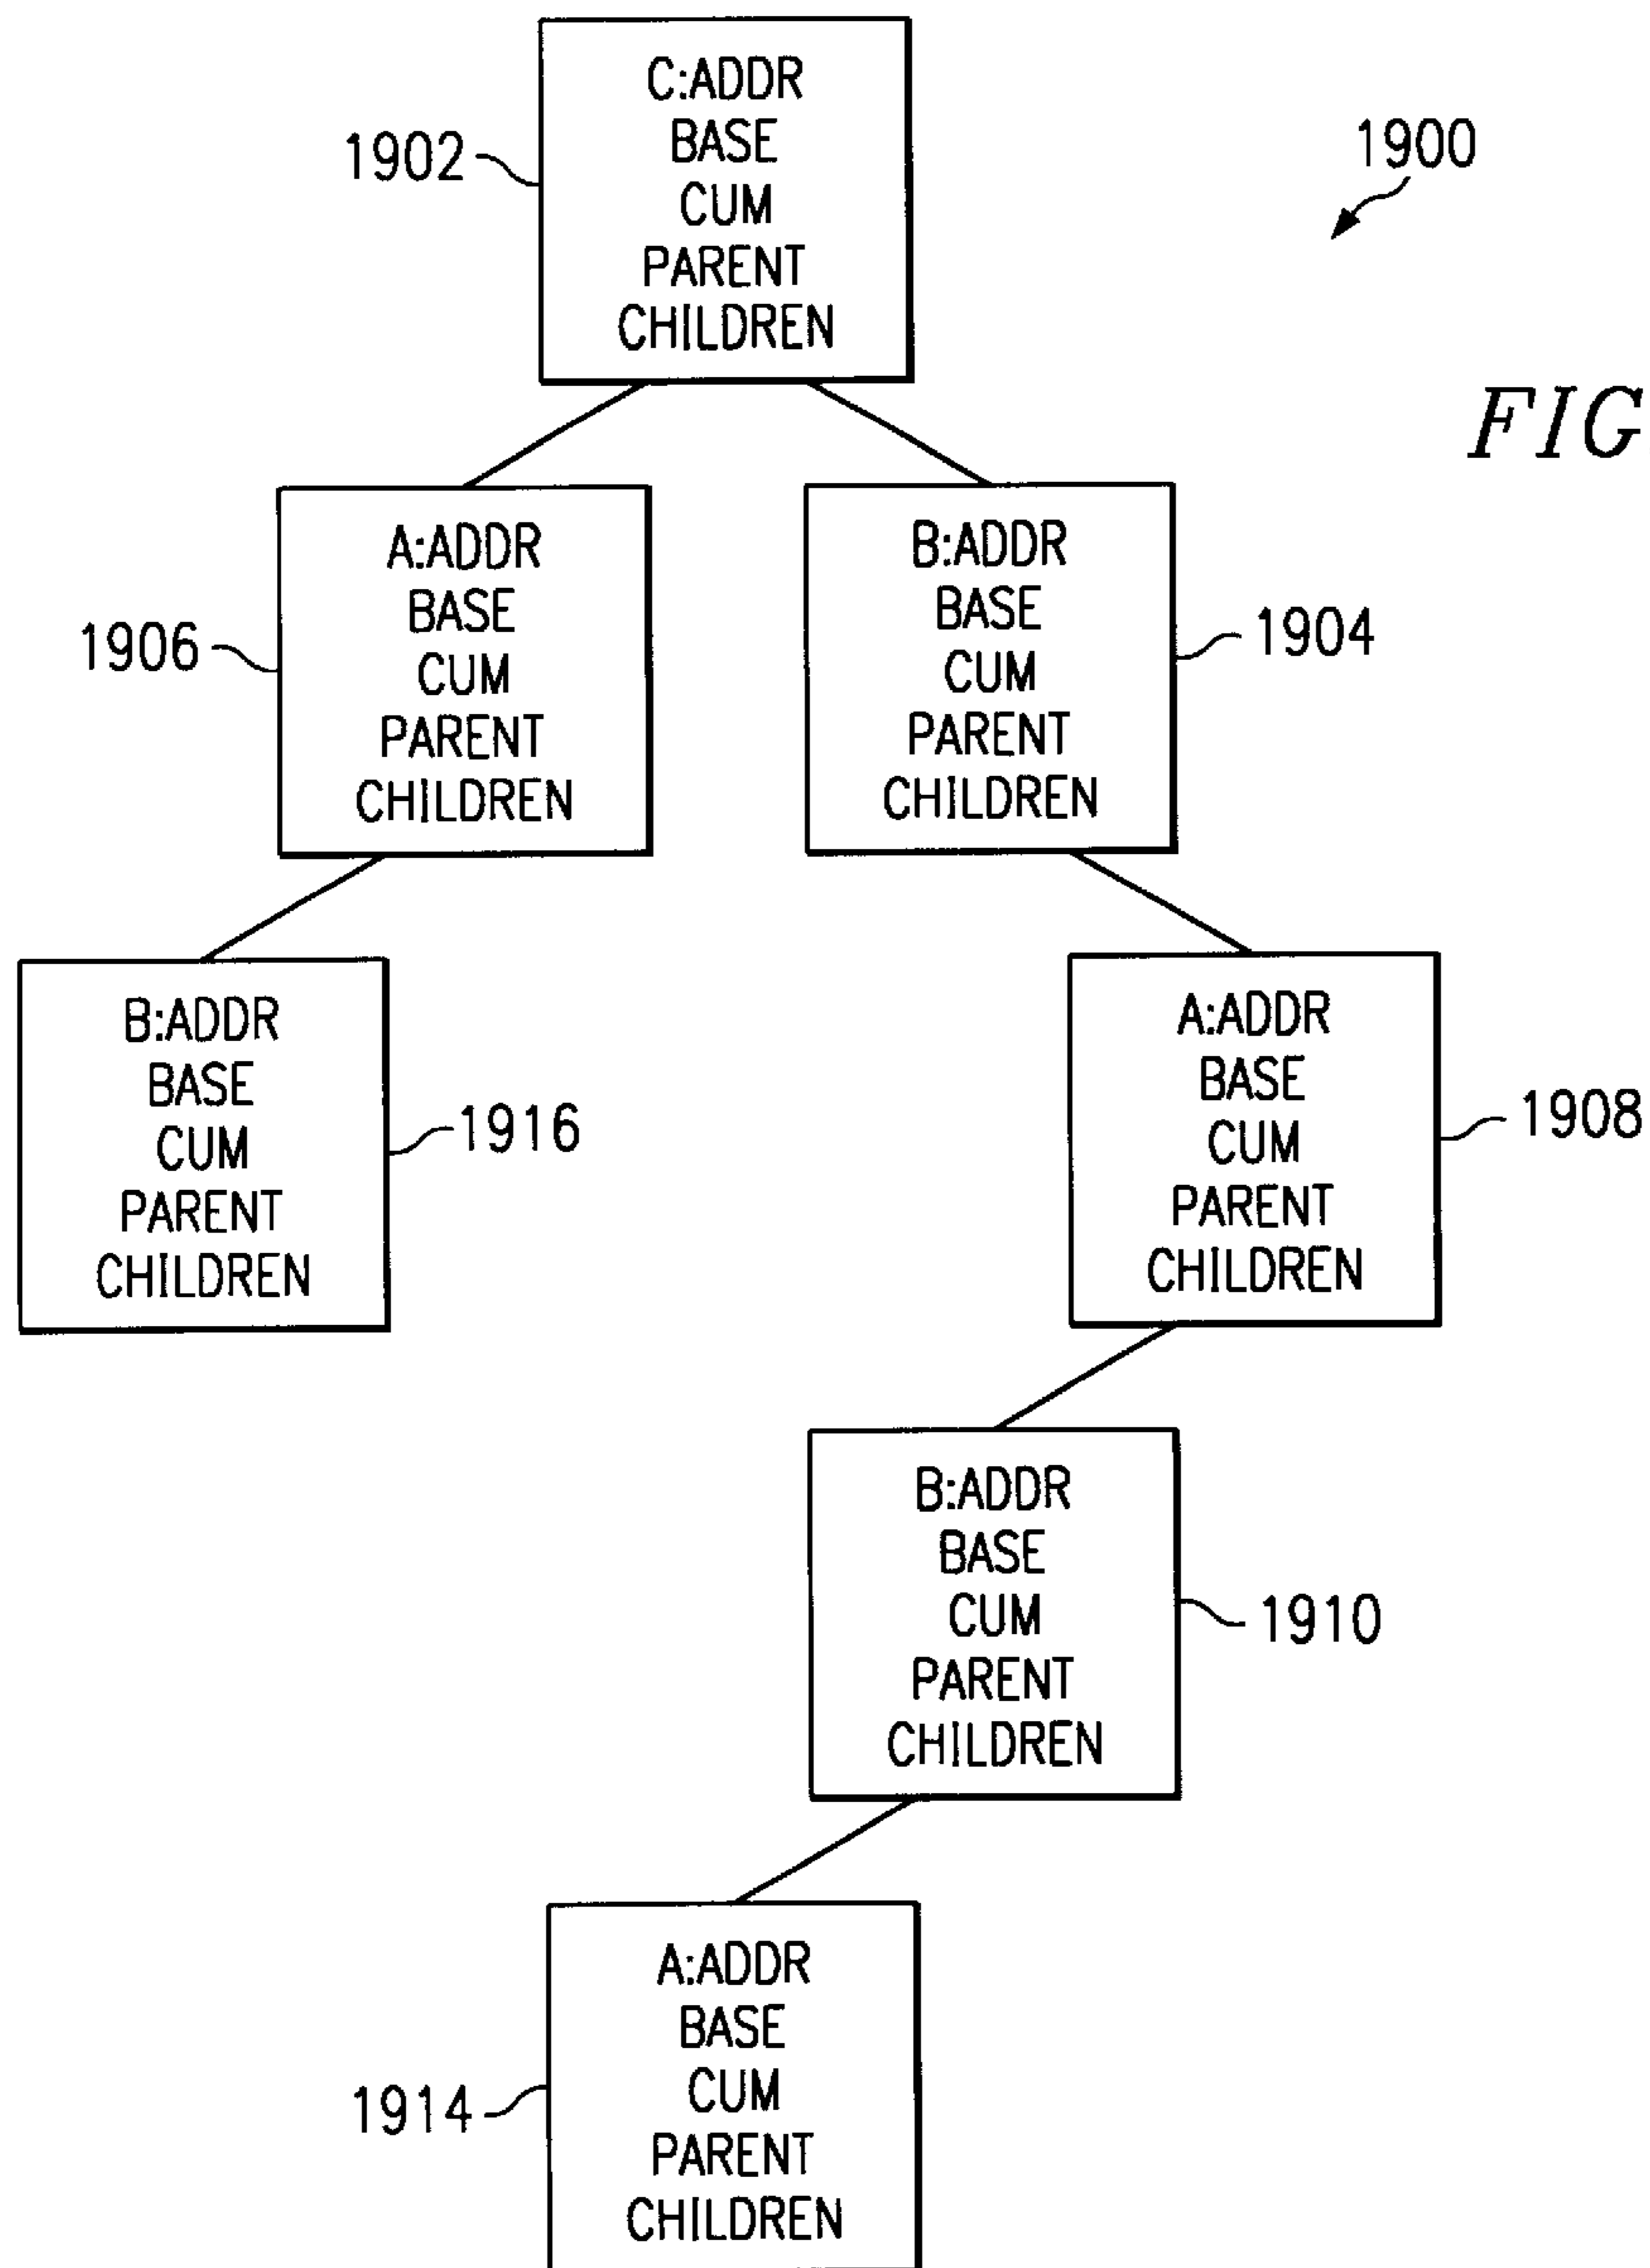 C:ADDR
BASE
CUM
PARENT
CHILDREN
1902
1900
FIG
A:ADDR
BASE
CUM
PARENT
CHILDREN
1906
B:ADDR
BASE
CUM
PARENT
CHILDREN
1904
B:ADDR
BASE
CUM
PARENT
CHILDREN
1916
A:ADDR
BASE
CUM
PARENT
CHILDREN
1908
B:ADDR
BASE
CUM
PARENT
CHILDREN
1910
A:ADDR
BASE
CUM
PARENT
CHILDREN
1914